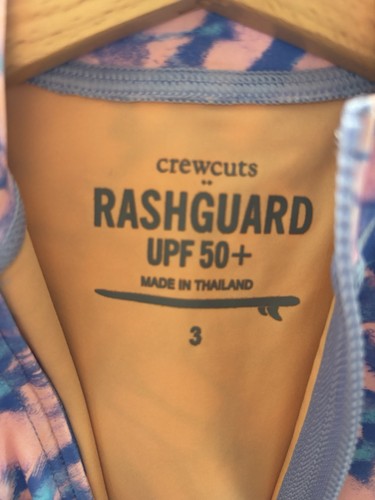 crewcuts
RASHGUARD
UPF 50+
MADE IN THAILAND
3